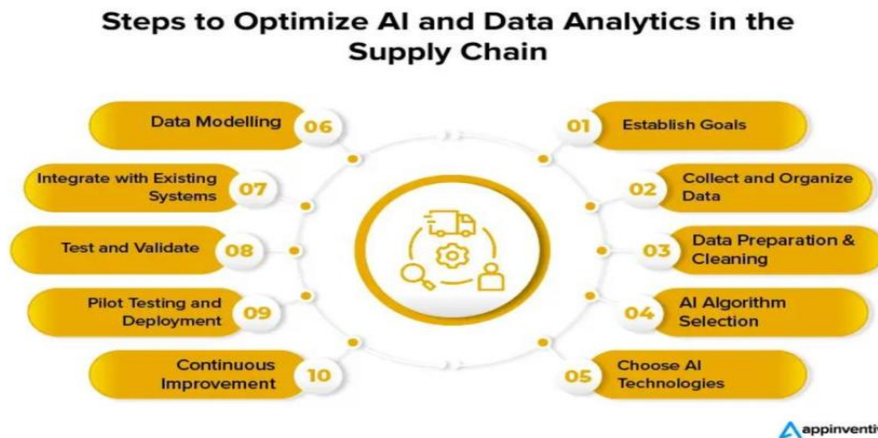 Steps to Optimize AI and Data Analytics in the
Supply Chain
01
Establish Goals
02
Collect and Organize
Data
03
Data Preparation &
Cleaning
04
AI Algorithm
Selection
05
Choose AI
Technologies
06
Data Modelling
07
Integrate with Existing
Systems
08
Test and Validate
09
Pilot Testing and
Deployment
10
Continuous
Improvement
appinventiv